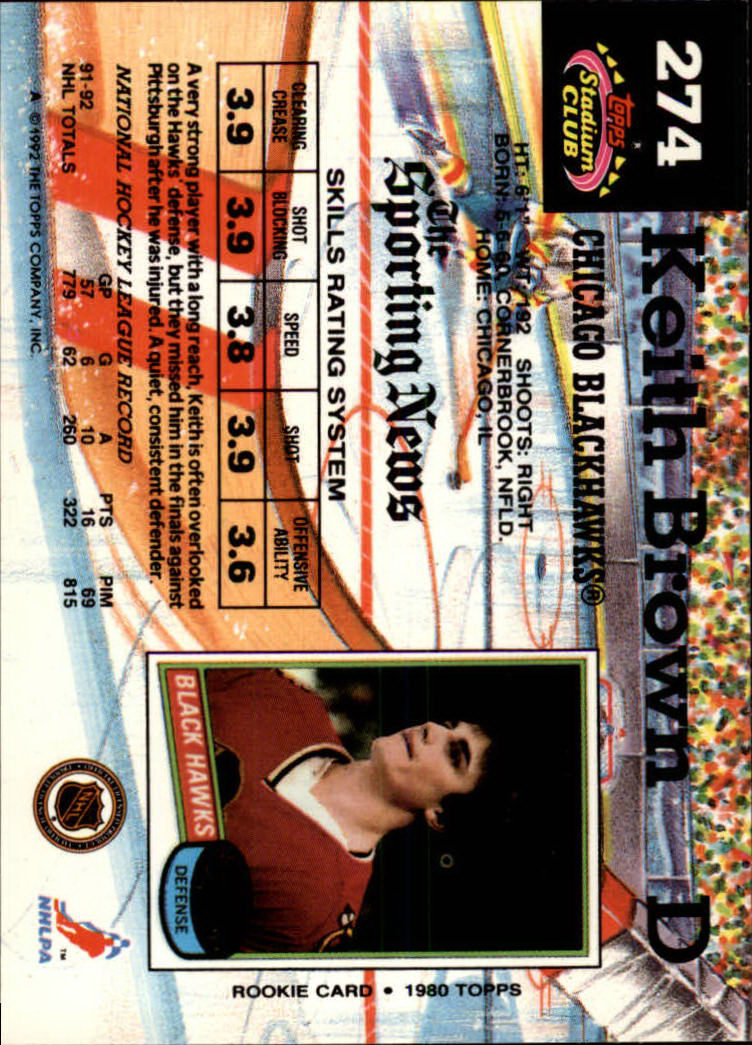 274
Topps
Stadium
CLUB
Keith Brown D
CHICAGO BLACKHAWKS®
HT: 6'1" WT: 192 SHOOTS: RIGHT
BORN: 5-6-60, CORNERBROOK, NFLD.
HOME: CHICAGO, IL
The
Sporting News
SKILLS RATING SYSTEM
CLEARING CREASE SHOT BLOCKING SPEED SHOT OFFENSIVE ABILITY
3.9 3.9 3.8 3.9 3.6
A very strong player with a long reach, Keith is often overlooked
on the Hawks' defense, but they missed him in the finals against
Pittsburgh after he was injured. A quiet, consistent defender.
NATIONAL HOCKEY LEAGUE RECORD
GP G A PTS PIM
91-92 57 6 10 16 69
NHL TOTALS 779 62 260 322 815
A ©1992 THE TOPPS COMPANY, INC.
BLACK HAWKS
DEFENSE
ROOKIE CARD • 1980 TOPPS
NHL
NHLPA
TM